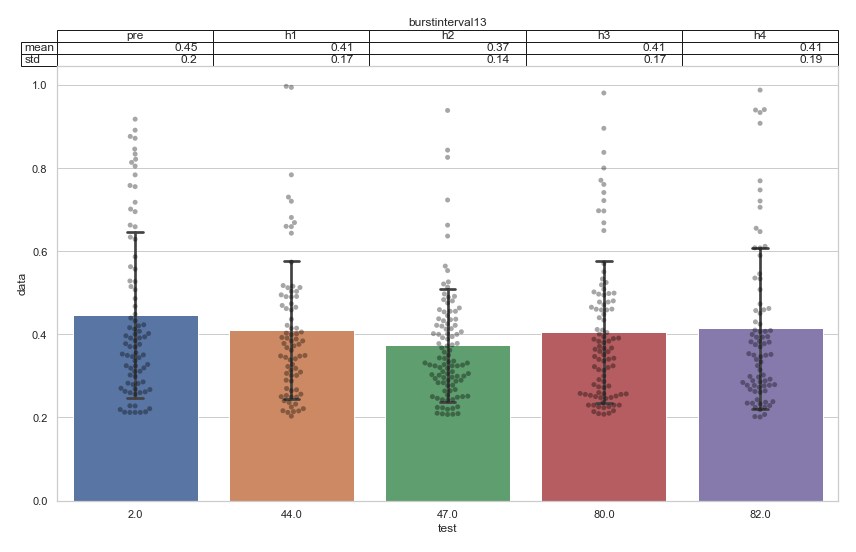 burstinterval13
pre h1 h2 h3 h4
mean 0.45 0.41 0.37 0.41 0.41
std 0.2 0.17 0.14 0.17 0.19
1.0
0.8
0.6
0.4
0.2
0.0
data
2.0 44.0 47.0 80.0 82.0
test